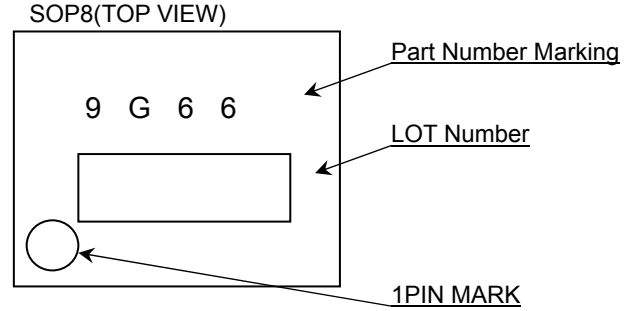 SOP8(TOP VIEW)
Part Number Marking
9 G 6 6
LOT Number
1PIN MARK